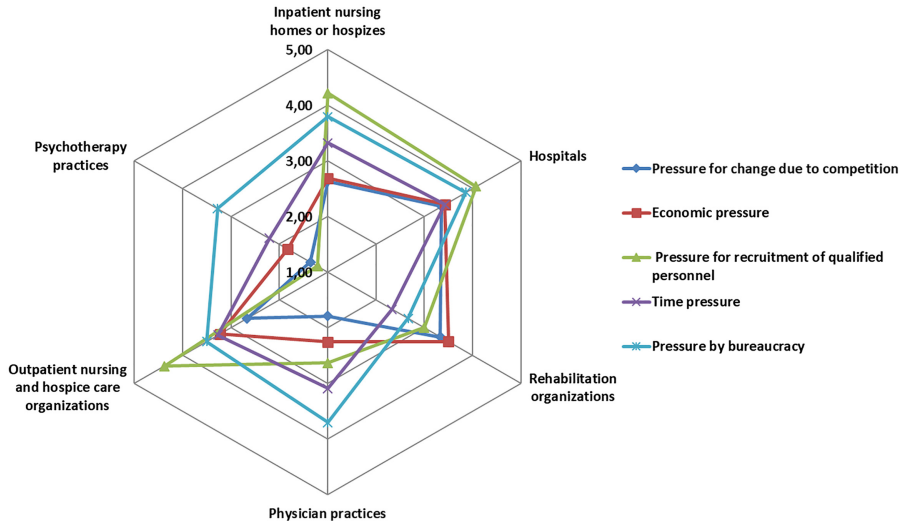 Inpatient nursing
homes or hospizes
5,00
4,00
3,00
2,00
1,00
Psychotherapy
practices
Hospitals
Outpatient nursing
and hospice care
organizations
Rehabilitation
organizations
Physician practices
Pressure for change due to competition
Economic pressure
Pressure for recruitment of qualified
personnel
Time pressure
Pressure by bureaucracy